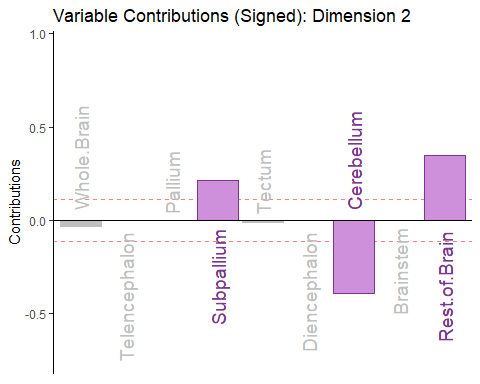 Variable Contributions (Signed): Dimension 2
Contributions
1.0
0.5
0.0
-0.5
Whole.Brain
Telencephalon
Pallium
Subpallium
Tectum
Diencephalon
Cerebellum
Brainstem
Rest.of.Brain